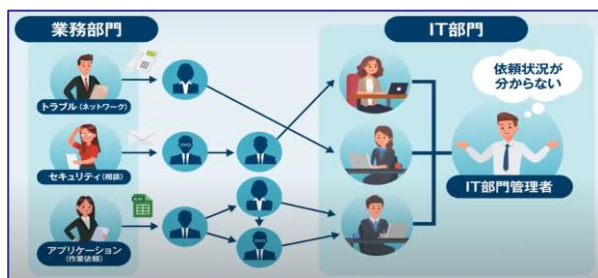 業務部門
トラブル（ネットワーク）
セキュリティ（相談）
アプリケーション
（作業依頼）
IT部門
依頼状況が
分からない
IT部門管理者